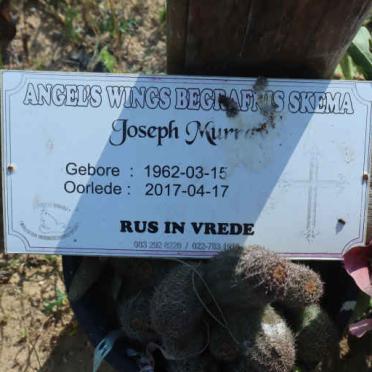 ANGEL'S WINGS BEGRAFNIS SKEMA
Joseph
Gebore : 1962-03-15
Oorlede : 2017-04-17
RUS IN VREDE